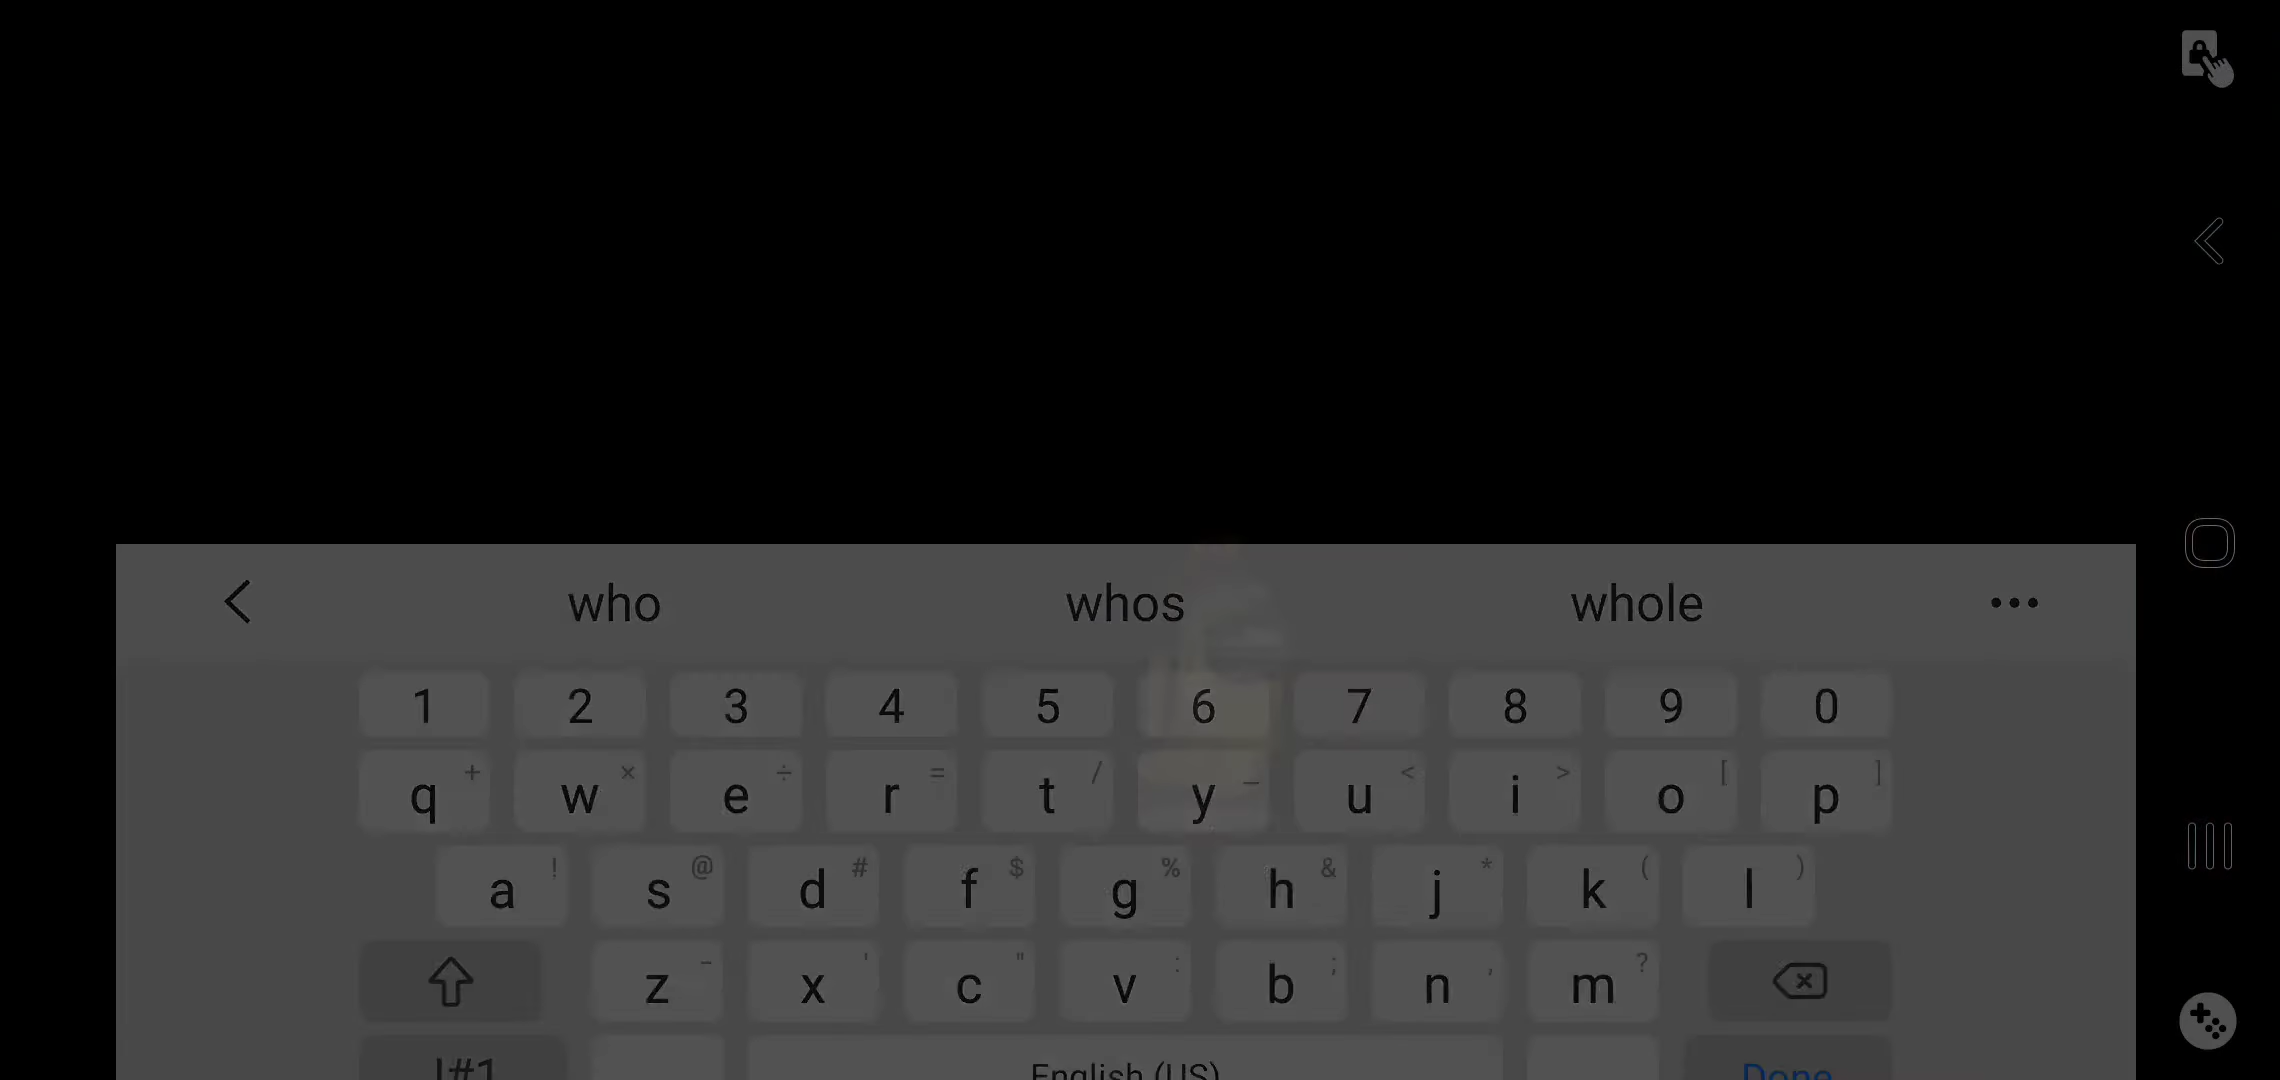 who whos whole
1 2 3 4 5 6 7 8 9 0
q + w × e ÷ r = t / y _ u < i > o [ p ]
a ! s @ d # f $ g % h & j * k ( l )
z - x ' c " v : b ; n , m ?
!#1 English (US) Done